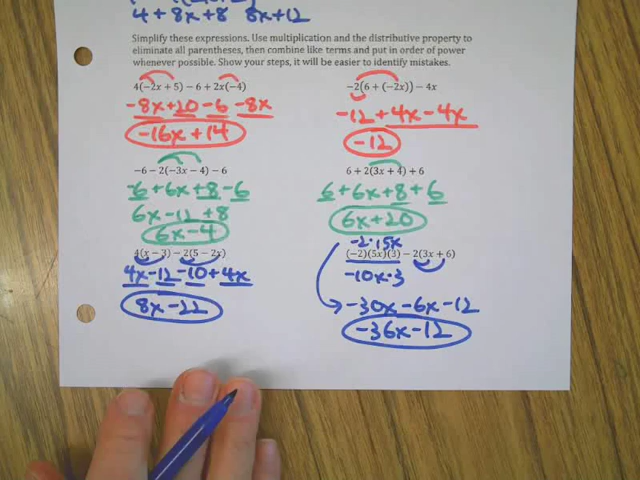 4 + 8x + 8 8x + 12
Simplify these expressions. Use multiplication and the distributive property to
eliminate all parentheses, then combine like terms and put in order of power
whenever possible. Show your steps, it will be easier to identify mistakes.
4(−2x + 5) − 6 + 2x(−4)
-8x + 20 - 6 - 8x
-16x + 14
−2(6 + (−2x)) − 4x
-12 + 4x - 4x
-12
−6 − 2(−3x − 4) − 6
-6 + 6x + 8 - 6
6x - 12 + 8
6x - 4
6 + 2(3x + 4) + 6
6 + 6x + 8 + 6
6x + 20
4(x − 3) − 2(5 − 2x)
4x - 12 - 10 + 4x
8x - 22
-2 · 15x
(−2)(5x)(3) − 2(3x + 6)
-10x · 3
-30x - 6x - 12
-36x - 12